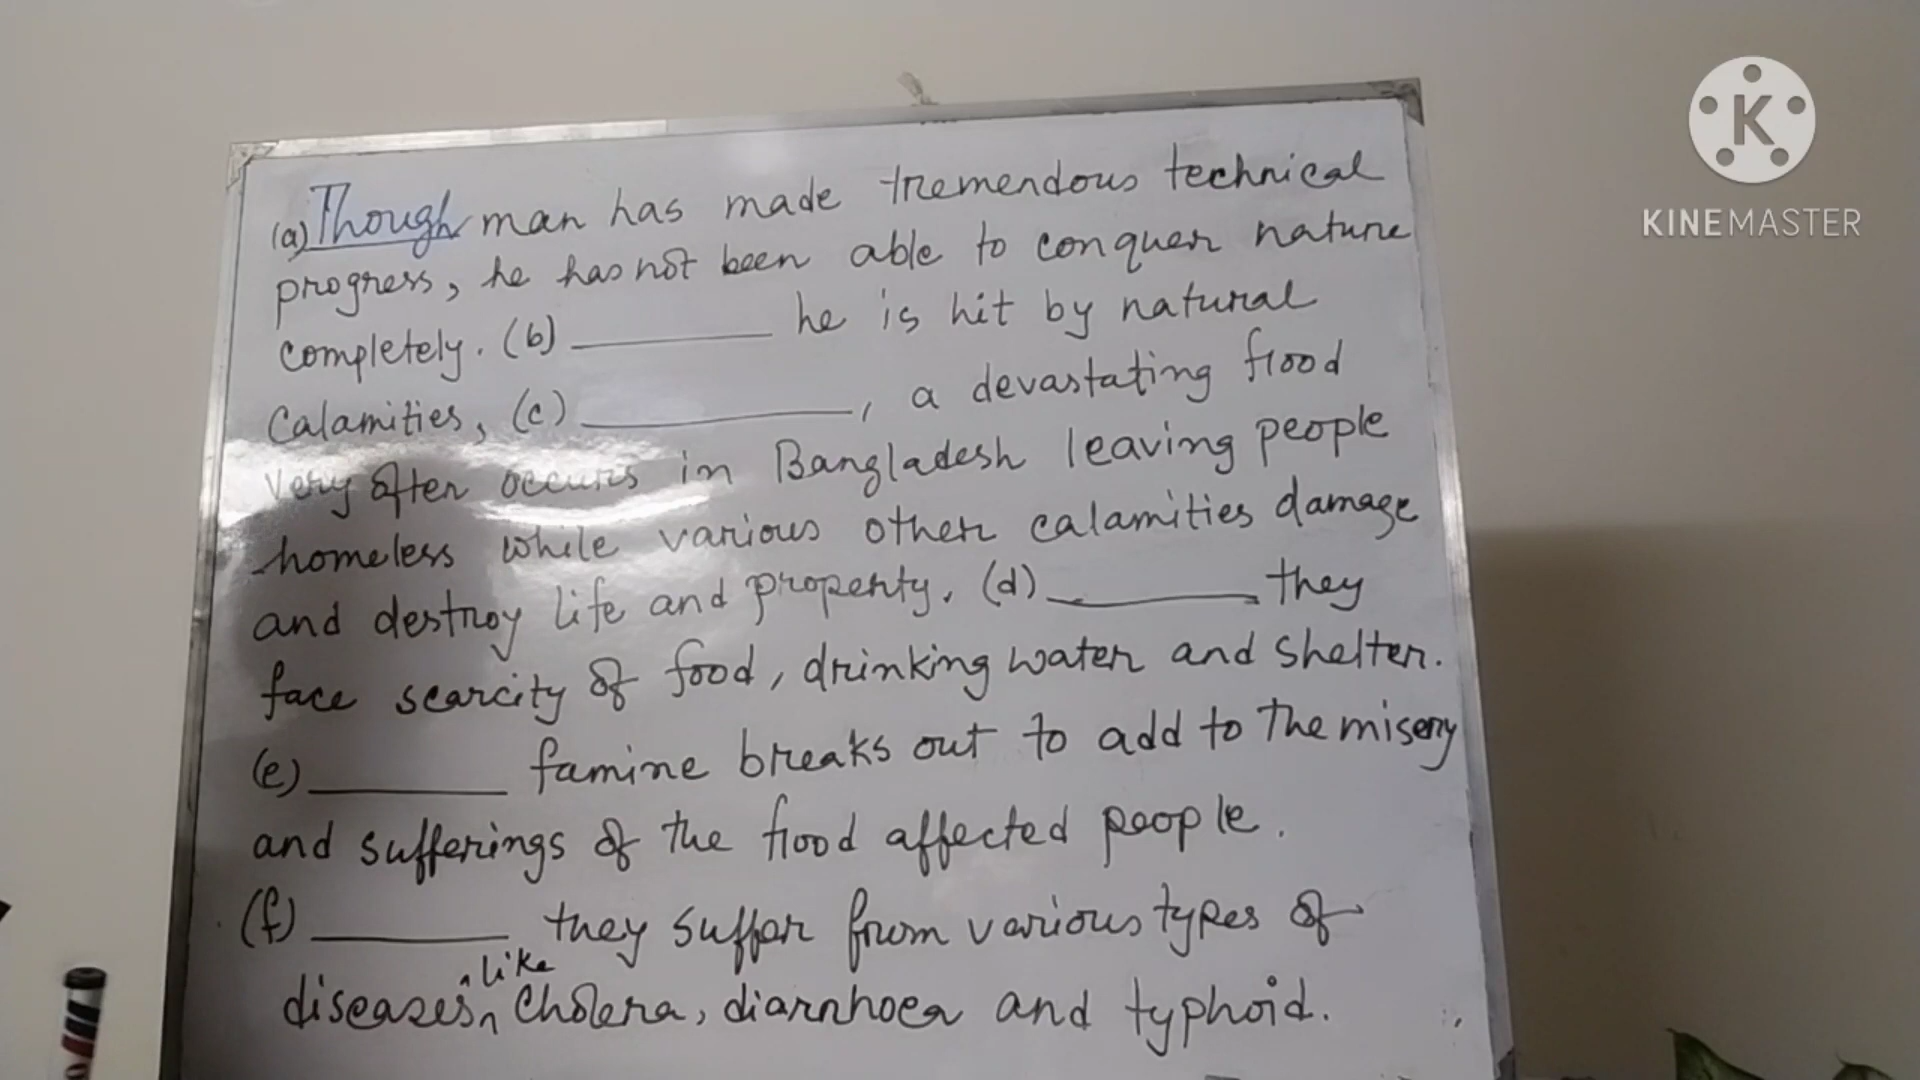 (a) Though man has made tremendous technical
progress, he has not been able to conquer nature
completely. (b) ________ he is hit by natural
Calamities, (c) ___________, a devastating flood
very often occurs in Bangladesh leaving people
homeless while various other calamities damage
and destroy life and property. (d) ________ they
face scarcity of food, drinking water and shelter.
(e) ________ famine breaks out to add to the misery
and sufferings of the flood affected people.
(f) ________ they suffer from various types of
diseases, like Cholera, diarrhoea and typhoid.
K
KINEMASTER